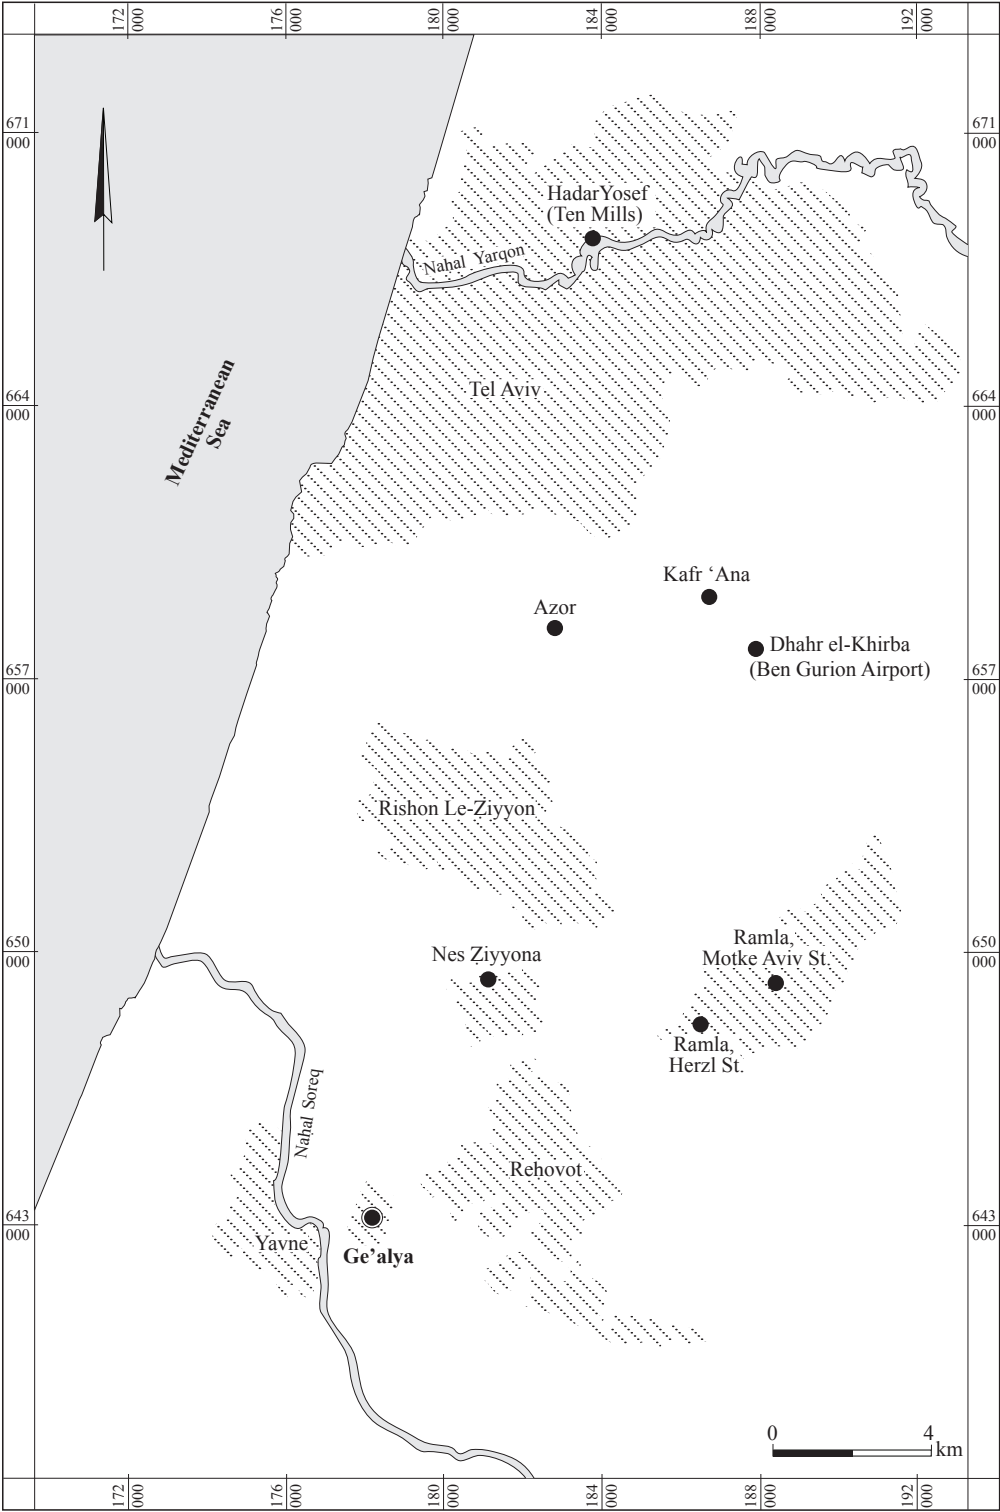 172
000
176
000
180
000
184
000
188
000
192
000
671
000
671
000
HadarYosef
(Ten Mills)
Nahal Yarqon
Mediterranean
Sea
Tel Aviv
664
000
664
000
Kafr ‘Ana
Azor
Dhahr el-Khirba
(Ben Gurion Airport)
657
000
657
000
Rishon Le-Ziyyon
650
000
650
000
Nes Ziyyona
Ramla,
Motke Aviv St.
Ramla,
Herzl St.
Nahal Soreq
Rehovot
643
000
643
000
Yavne
Ge’alya
0 4
km
172
000
176
000
180
000
184
000
188
000
192
000